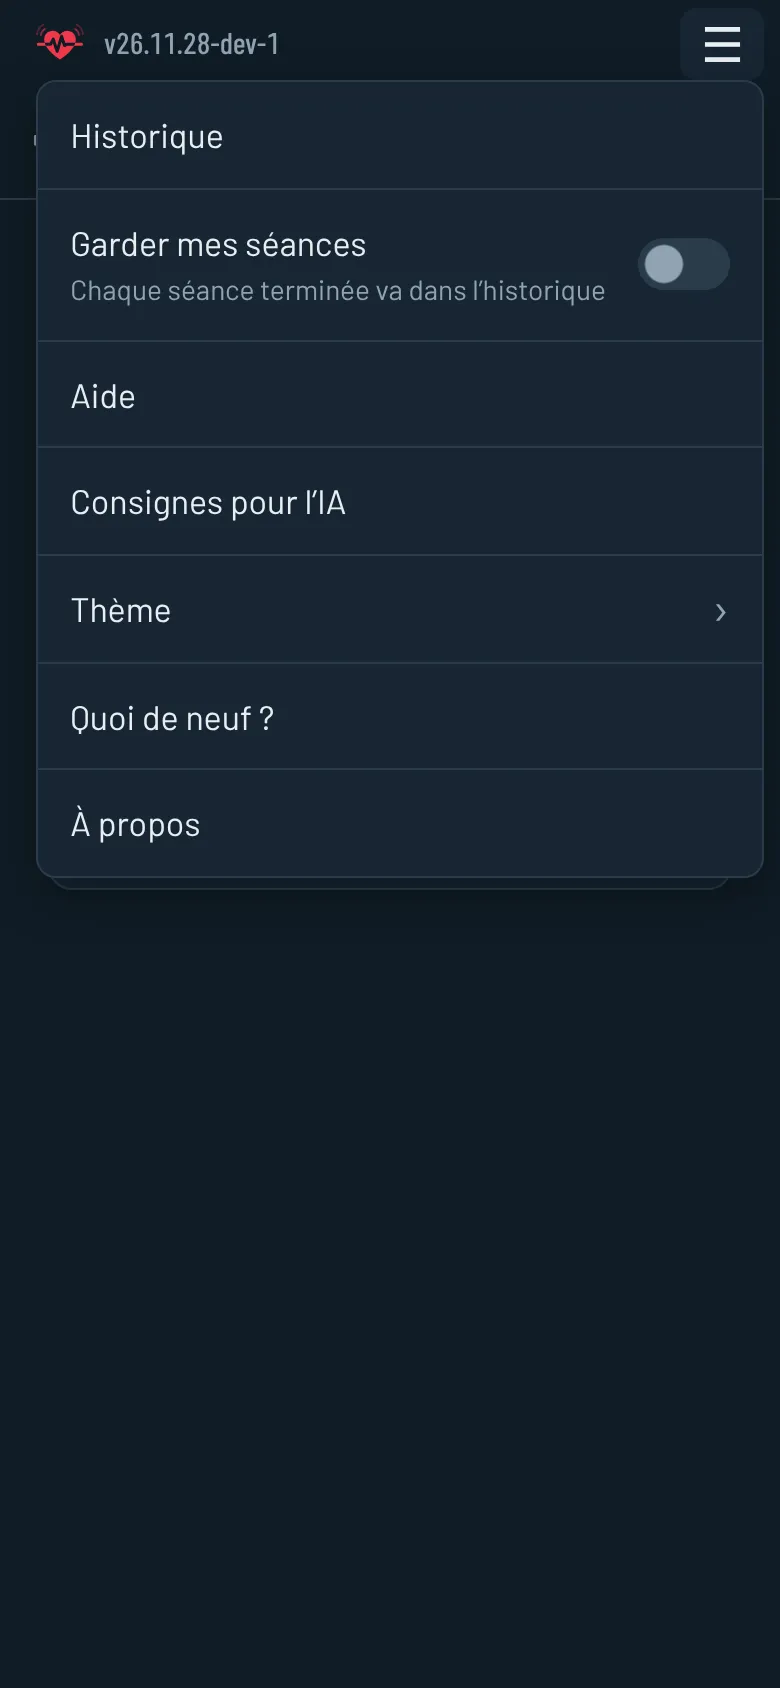 v26.11.28-dev-1
Historique
Garder mes séances
Chaque séance terminée va dans l’historique
Aide
Consignes pour l’IA
Thème
Quoi de neuf ?
À propos